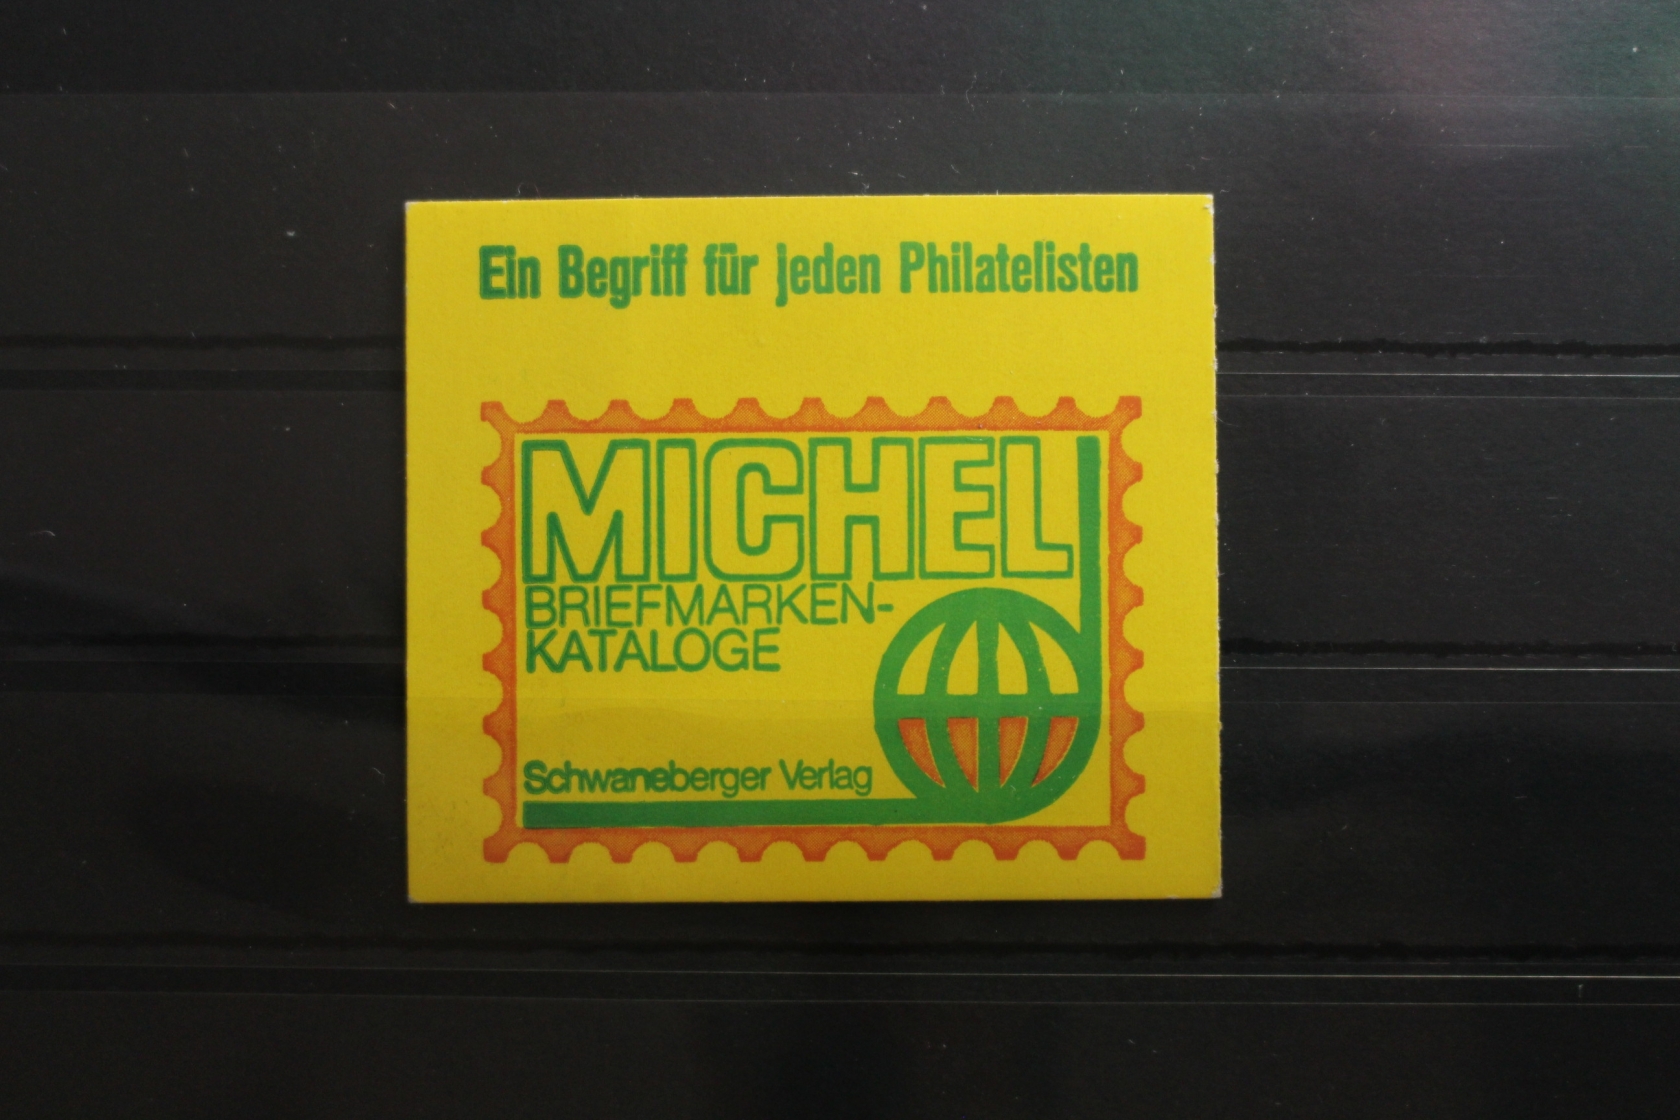 Ein Begriff für jeden Philatelisten
MICHEL
BRIEFMARKEN-
KATALOGE
Schwaneberger Verlag